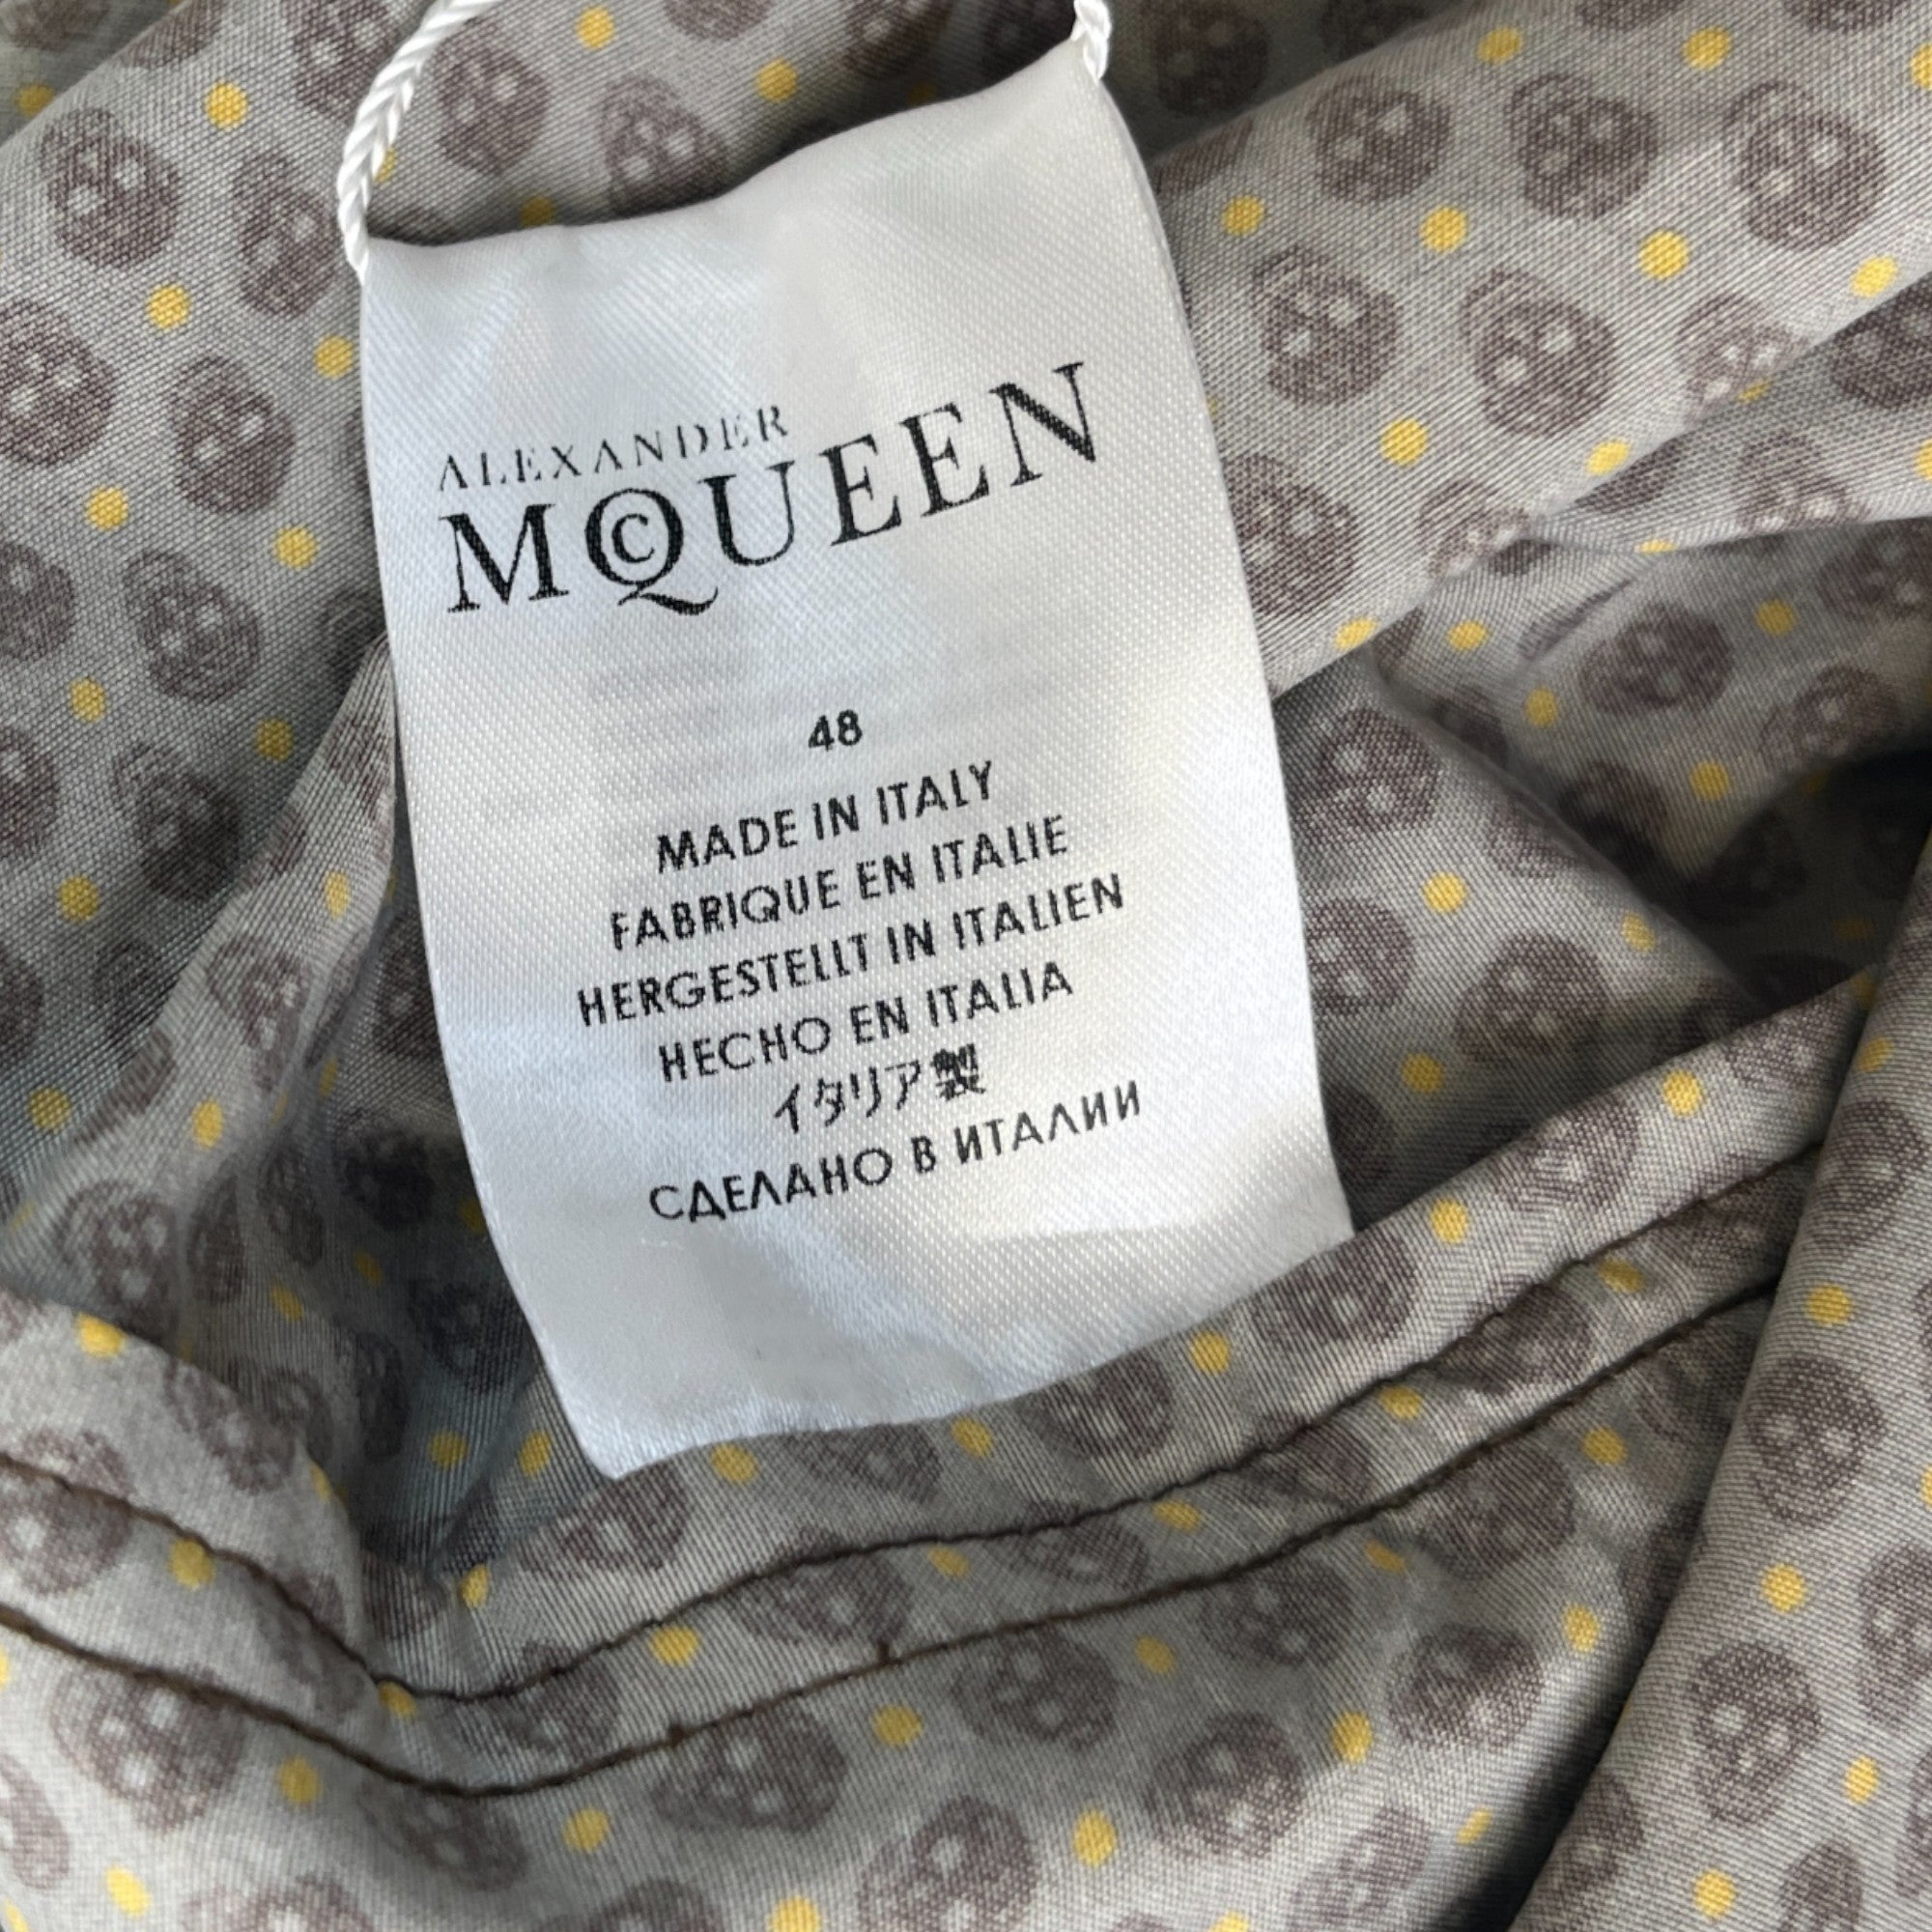 ALEXANDER
MCQUEEN
48
MADE IN ITALY
FABRIQUE EN ITALIE
HERGESTELLT IN ITALIEN
HECHO EN ITALIA
イタリア製
СДЕЛАНО В ИТАЛИИ